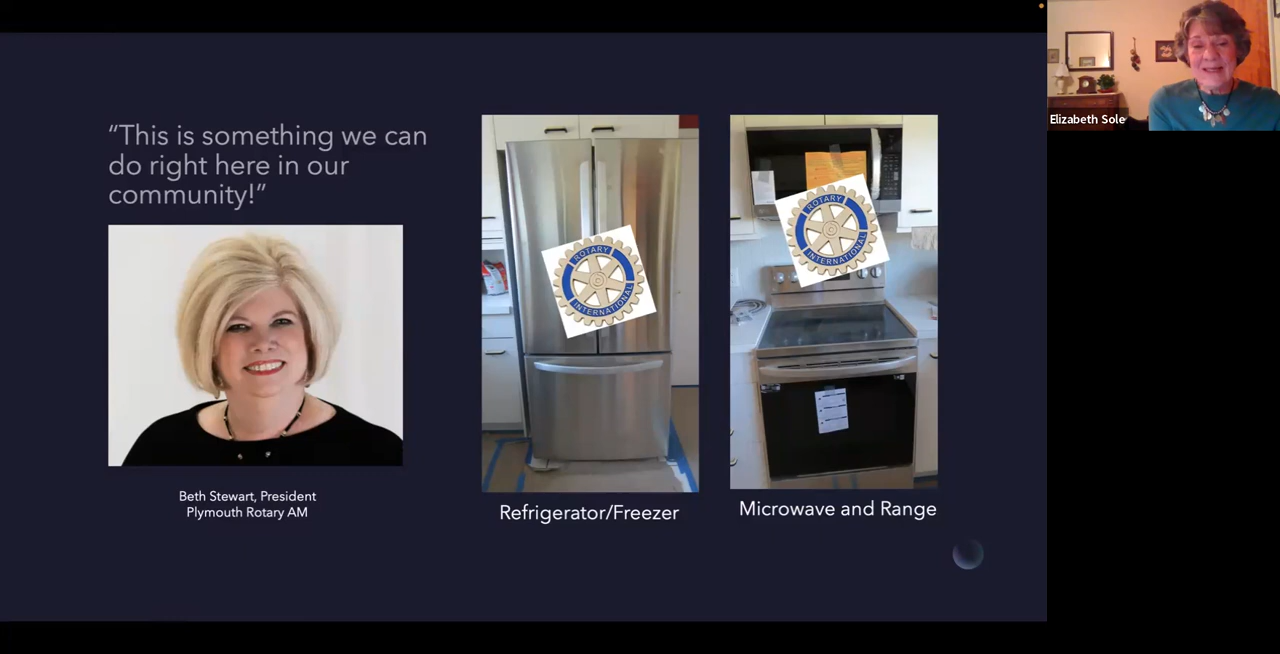 “This is something we can
do right here in our
community!”
Beth Stewart, President
Plymouth Rotary AM
ROTARY
INTERNATIONAL
Refrigerator/Freezer
ROTARY
INTERNATIONAL
Microwave and Range
Elizabeth Sole